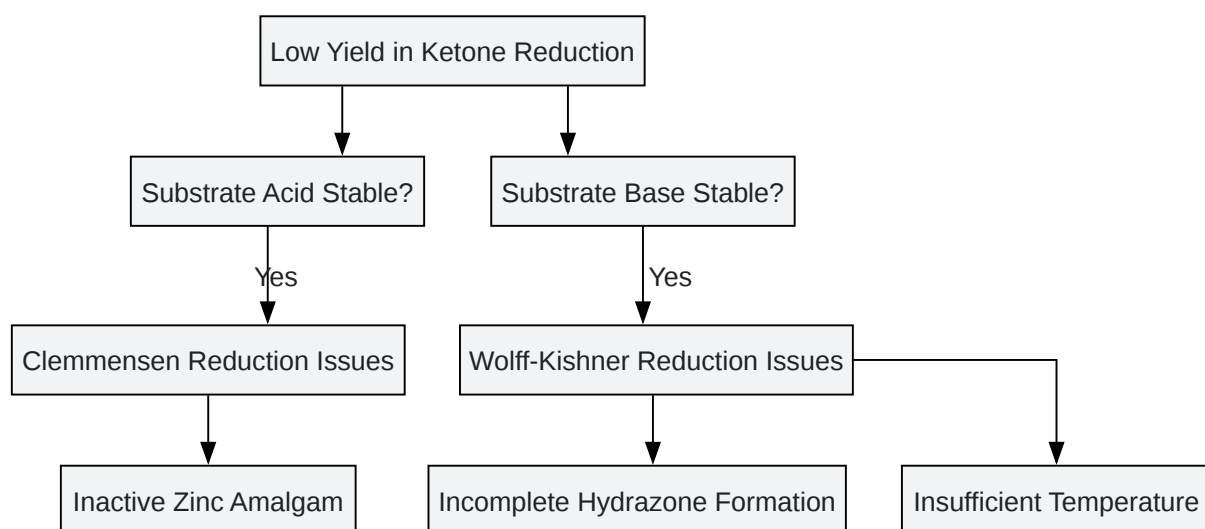 Low Yield in Ketone Reduction
Substrate Acid Stable?
Substrate Base Stable?
Yes
Yes
Clemmensen Reduction Issues
Wolff-Kishner Reduction Issues
Inactive Zinc Amalgam
Incomplete Hydrazone Formation
Insufficient Temperature